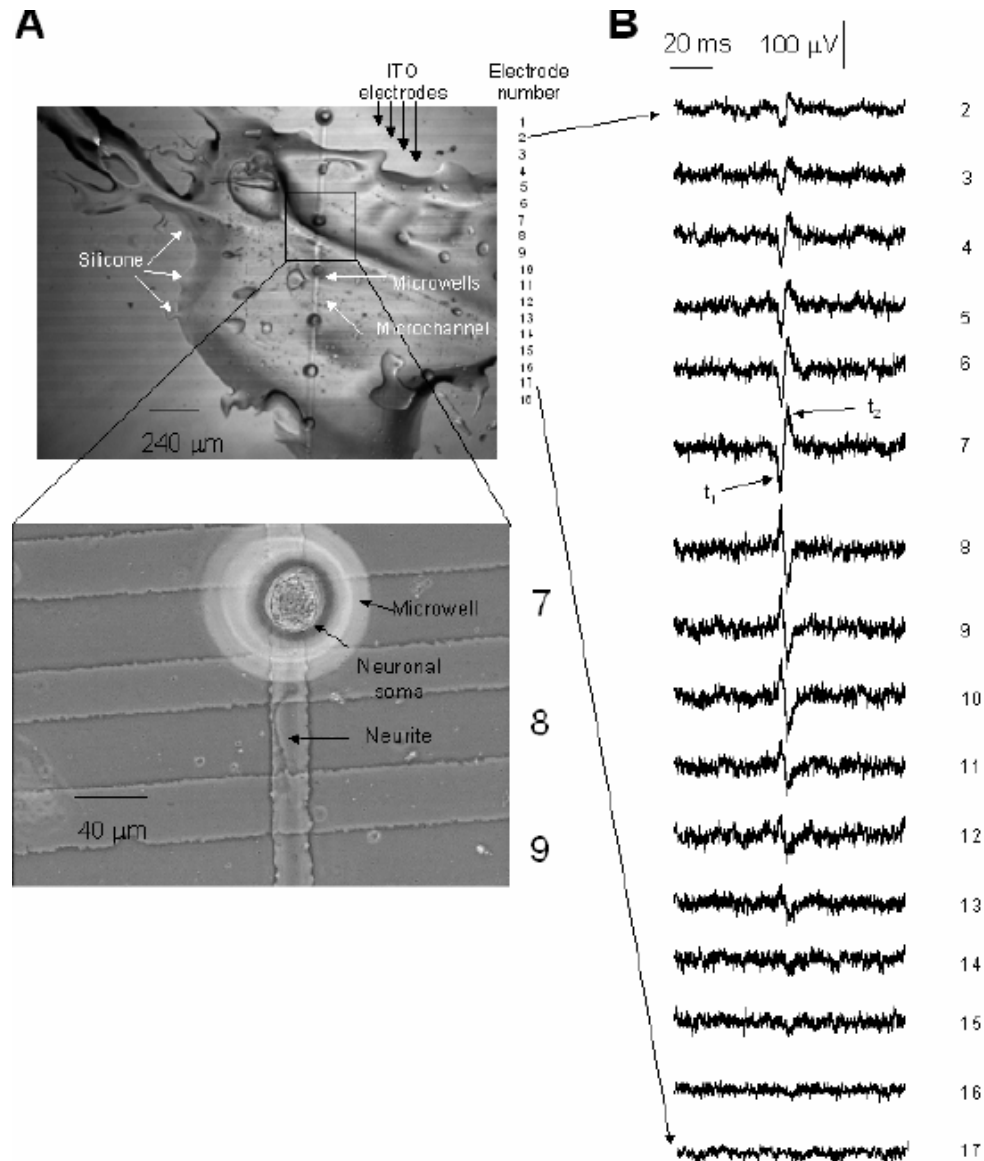 A
ITO
electrodes
Electrode
number
1
2
3
4
5
6
7
8
9
10
11
12
13
14
15
16
17
18
Silicone
Microwells
Microchannel
240 μm
Microwell
Neuronal
soma
Neurite
40 μm
7
8
9
B
20 ms 100 μV
2
3
4
5
6
t2
7
t1
8
9
10
11
12
13
14
15
16
17